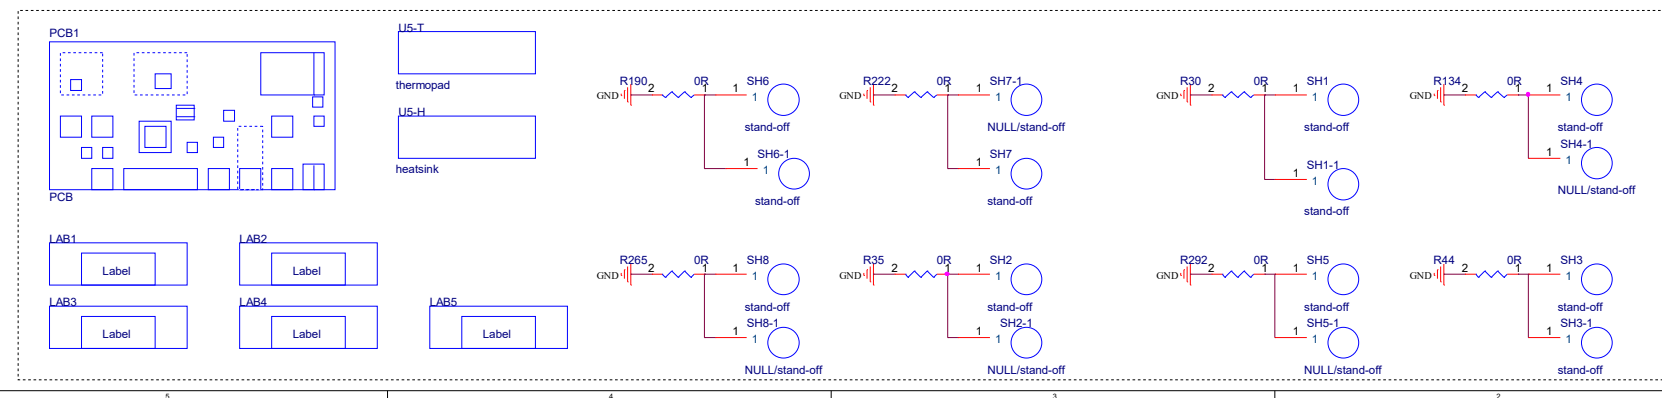 PCB1
PCB
U5-T
thermopad
U5-H
heatsink
LAB1
Label
LAB2
Label
LAB3
Label
LAB4
Label
LAB5
Label
R190 0R SH6
GND 2 1 1 1
stand-off
SH6-1
1 1
stand-off
R222 0R SH7-1
GND 2 1 1 1
NULL/stand-off
SH7
1 1
stand-off
R30 0R SH1
GND 2 1 1 1
stand-off
SH1-1
1 1
stand-off
R134 0R SH4
GND 2 1 1 1
stand-off
SH4-1
1 1
NULL/stand-off
R265 0R SH8
GND 2 1 1 1
stand-off
SH8-1
1 1
NULL/stand-off
R35 0R SH2
GND 2 1 1 1
stand-off
SH2-1
1 1
NULL/stand-off
R292 0R SH5
GND 2 1 1 1
stand-off
SH5-1
1 1
NULL/stand-off
R44 0R SH3
GND 2 1 1 1
stand-off
SH3-1
1 1
stand-off
5 4 3 2